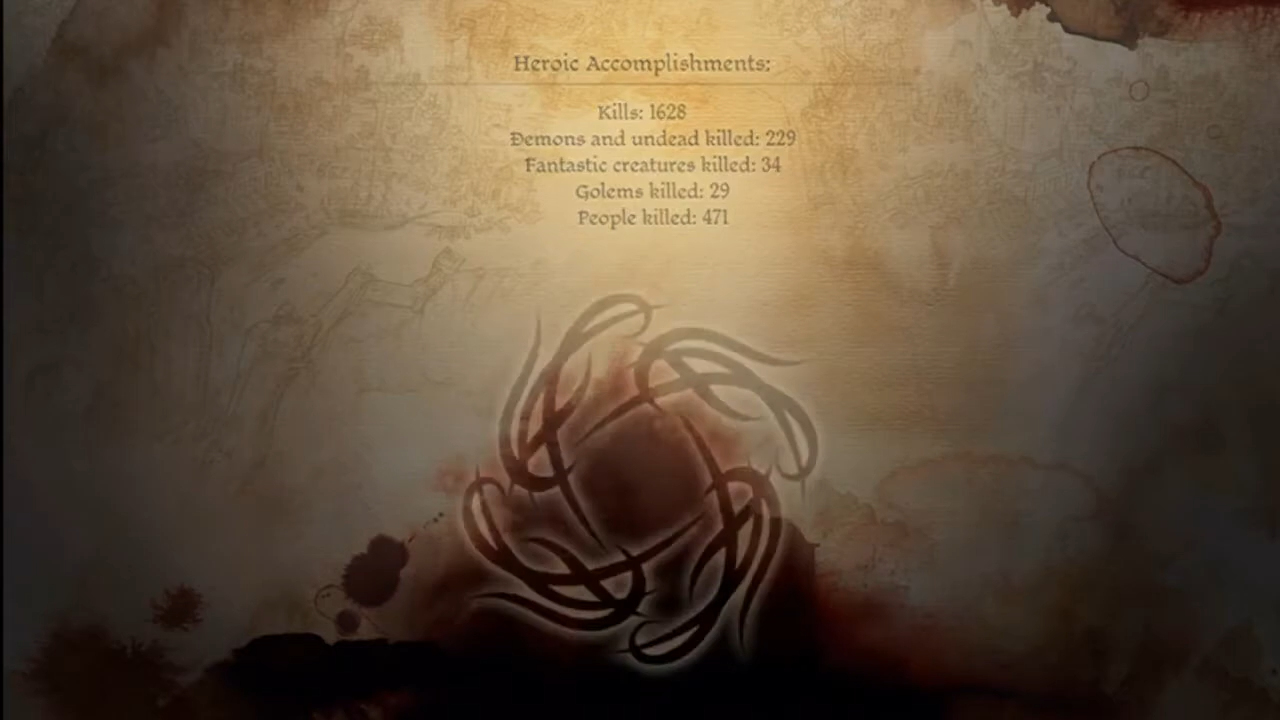 Heroic Accomplishments:
Kills: 1628
Demons and undead killed: 229
Fantastic creatures killed: 34
Golems killed: 29
People killed: 471